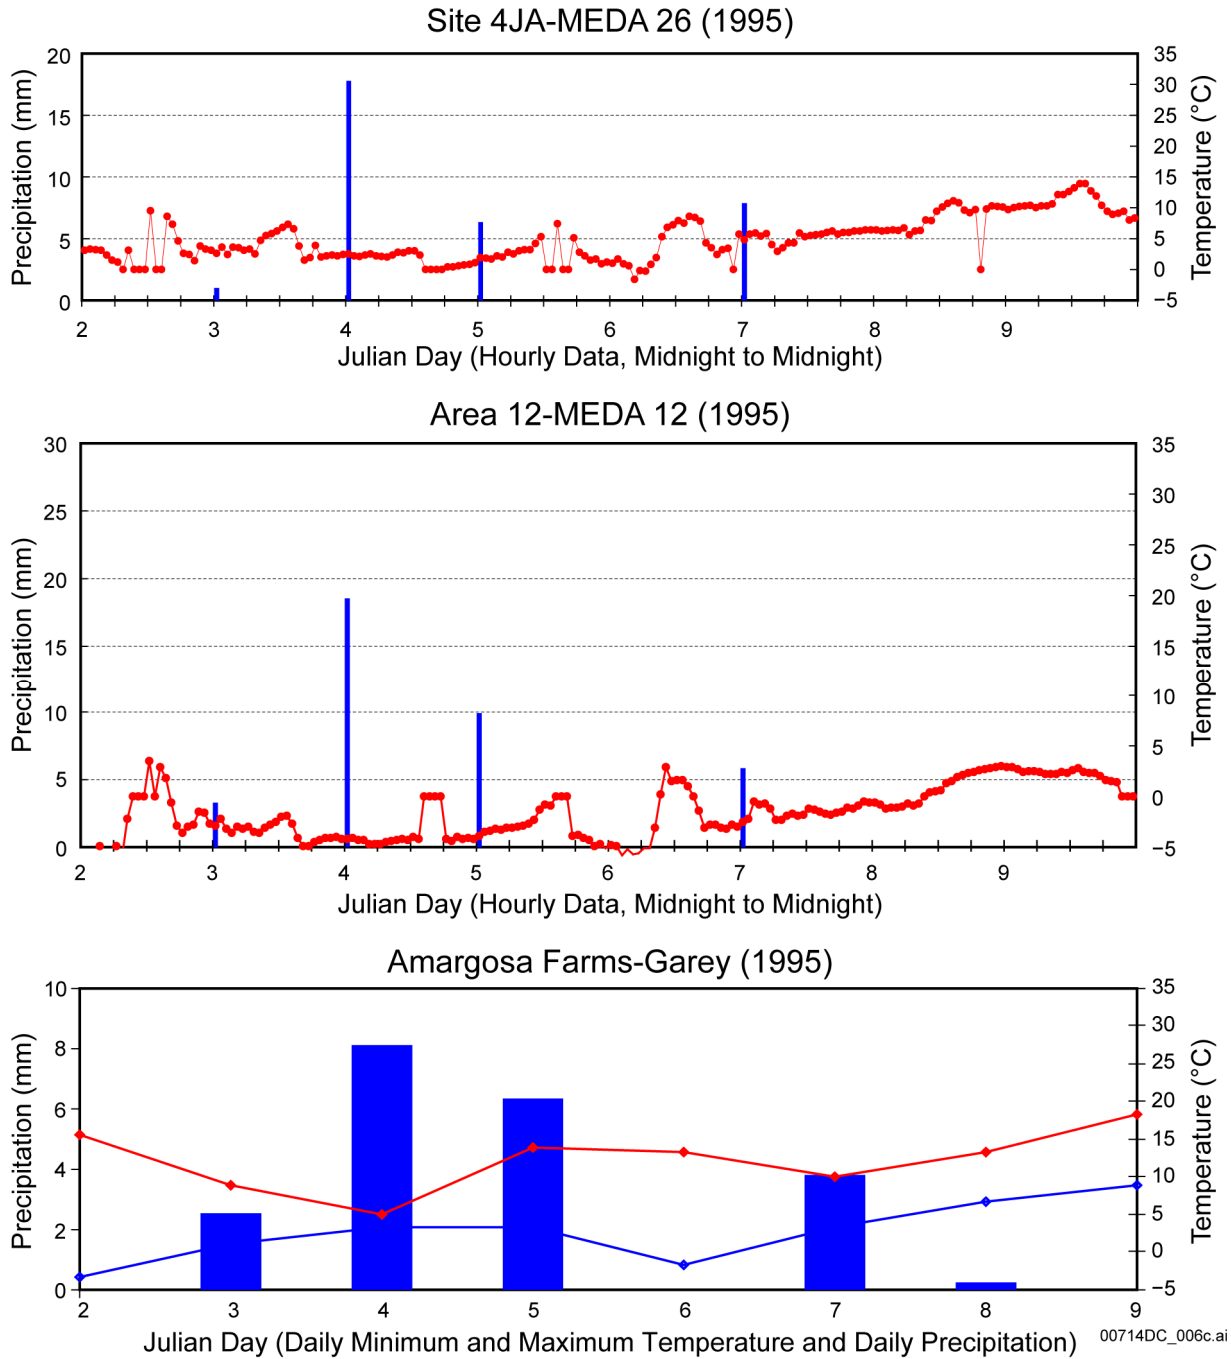 Site 4JA-MEDA 26 (1995)
Precipitation (mm)
20
15
10
5
0
35
30
25
20
15
10
5
0
−5
Temperature (°C)
2 3 4 5 6 7 8 9
Julian Day (Hourly Data, Midnight to Midnight)
Area 12-MEDA 12 (1995)
Precipitation (mm)
30
25
20
15
10
5
0
35
30
25
20
15
10
5
0
−5
Temperature (°C)
2 3 4 5 6 7 8 9
Julian Day (Hourly Data, Midnight to Midnight)
Amargosa Farms-Garey (1995)
Precipitation (mm)
10
8
6
4
2
0
35
30
25
20
15
10
5
0
−5
Temperature (°C)
2 3 4 5 6 7 8 9
Julian Day (Daily Minimum and Maximum Temperature and Daily Precipitation)
00714DC_006c.ai